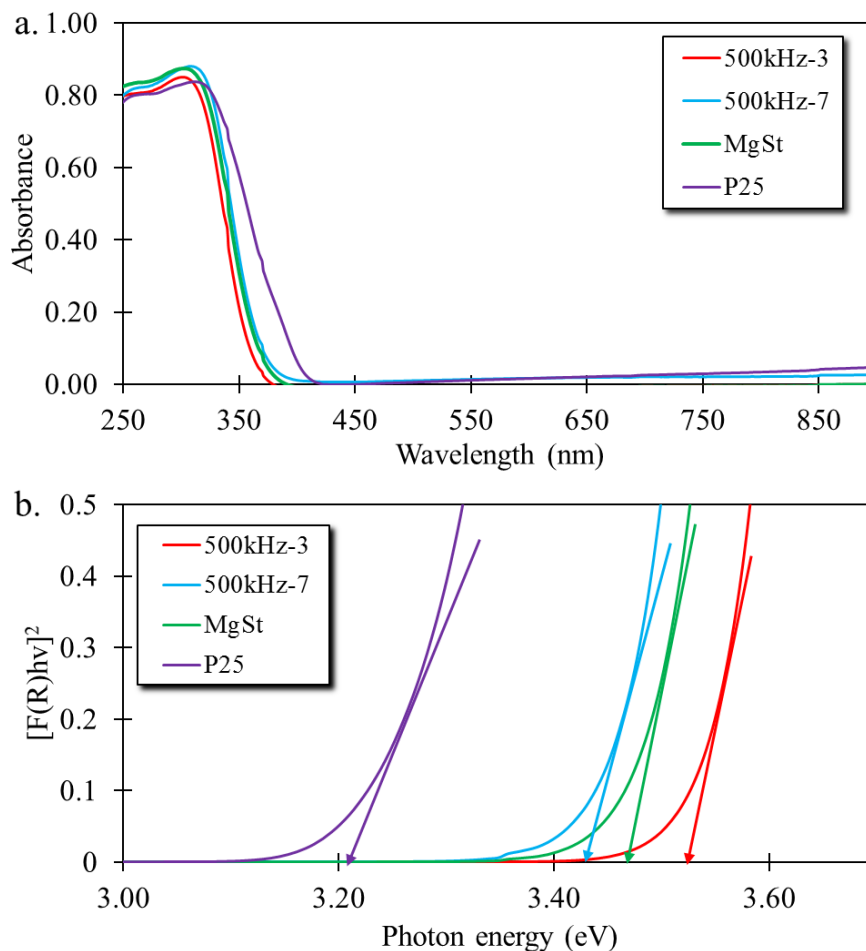 a.
1.00
0.80
0.60
0.40
0.20
0.00
Absorbance
500kHz-3
500kHz-7
MgSt
P25
250 350 450 550 650 750 850
Wavelength (nm)
b.
0.5
0.4
0.3
0.2
0.1
0
[F(R)hv]²
500kHz-3
500kHz-7
MgSt
P25
3.00 3.20 3.40 3.60
Photon energy (eV)